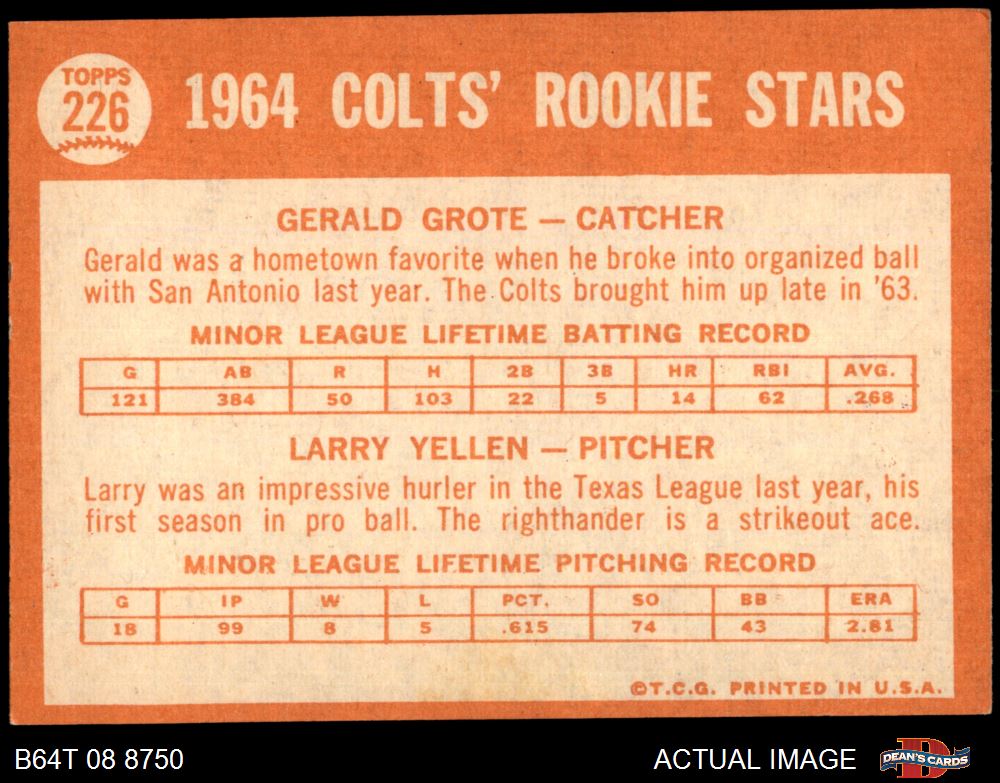 TOPPS
226
1964 COLTS' ROOKIE STARS
GERALD GROTE — CATCHER
Gerald was a hometown favorite when he broke into organized ball
with San Antonio last year. The Colts brought him up late in '63.
MINOR LEAGUE LIFETIME BATTING RECORD
G AB R H 2B 3B HR RBI AVG.
121 384 50 103 22 5 14 62 .268
LARRY YELLEN — PITCHER
Larry was an impressive hurler in the Texas League last year, his
first season in pro ball. The righthander is a strikeout ace.
MINOR LEAGUE LIFETIME PITCHING RECORD
G IP W L PCT. SO BB ERA
18 99 8 5 .615 74 43 2.81
©T.C.G. PRINTED IN U.S.A.
B64T 08 8750
ACTUAL IMAGE
DEAN'S CARDS